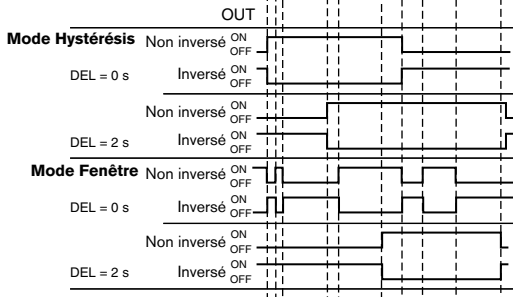 OUT
Mode Hystérésis Non inversé ON
OFF
DEL = 0 s Inversé ON
OFF
Non inversé ON
OFF
DEL = 2 s Inversé ON
OFF
Mode Fenêtre Non inversé ON
OFF
DEL = 0 s Inversé ON
OFF
Non inversé ON
OFF
DEL = 2 s Inversé ON
OFF